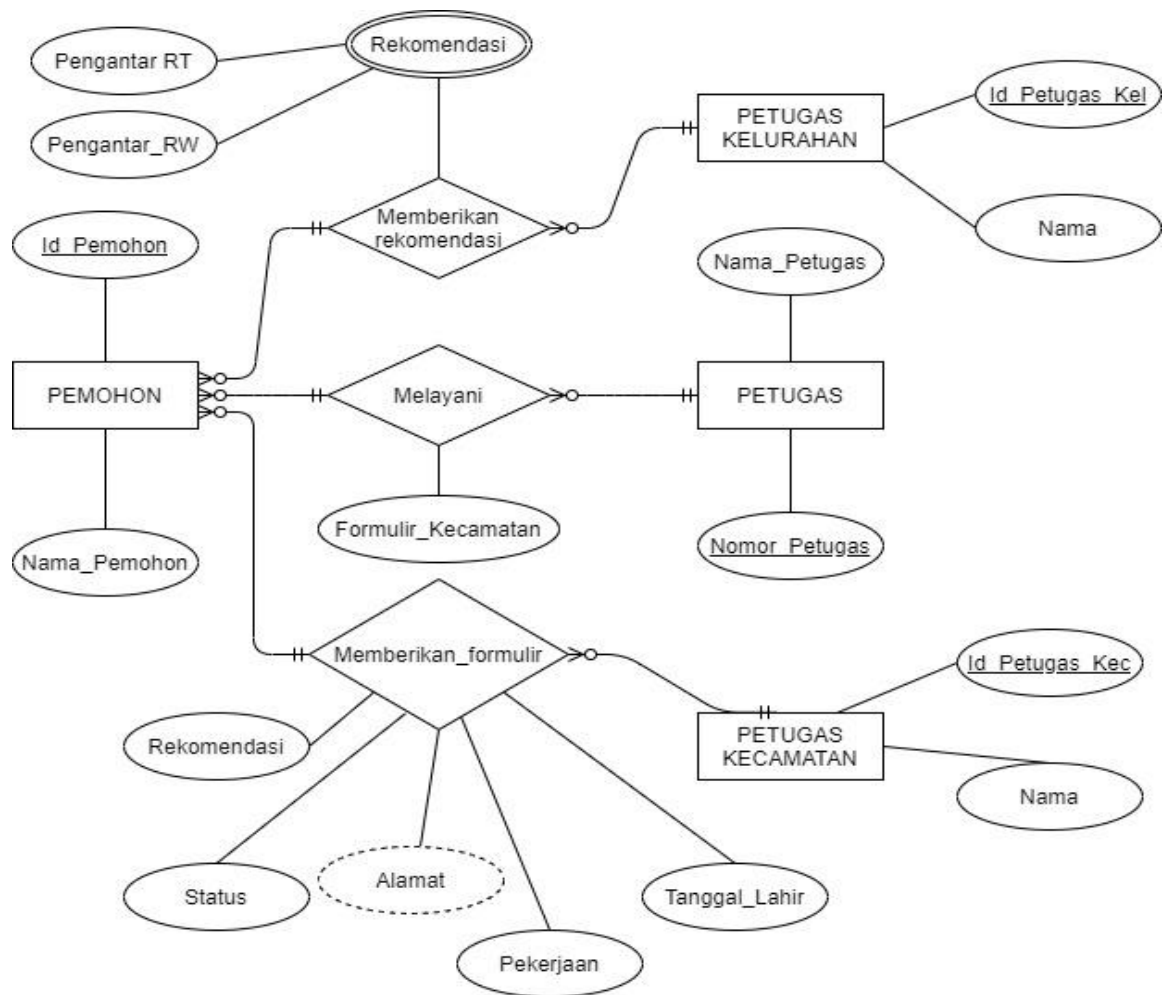 Rekomendasi
Pengantar RT
Pengantar_RW
PETUGAS
KELURAHAN
Id_Petugas_Kel
Nama
Memberikan
rekomendasi
Id_Pemohon
Nama_Petugas
PEMOHON
Melayani
PETUGAS
Formulir_Kecamatan
Nomor_Petugas
Nama_Pemohon
Memberikan_formulir
Id_Petugas_Kec
PETUGAS
KECAMATAN
Nama
Rekomendasi
Status
Alamat
Pekerjaan
Tanggal_Lahir